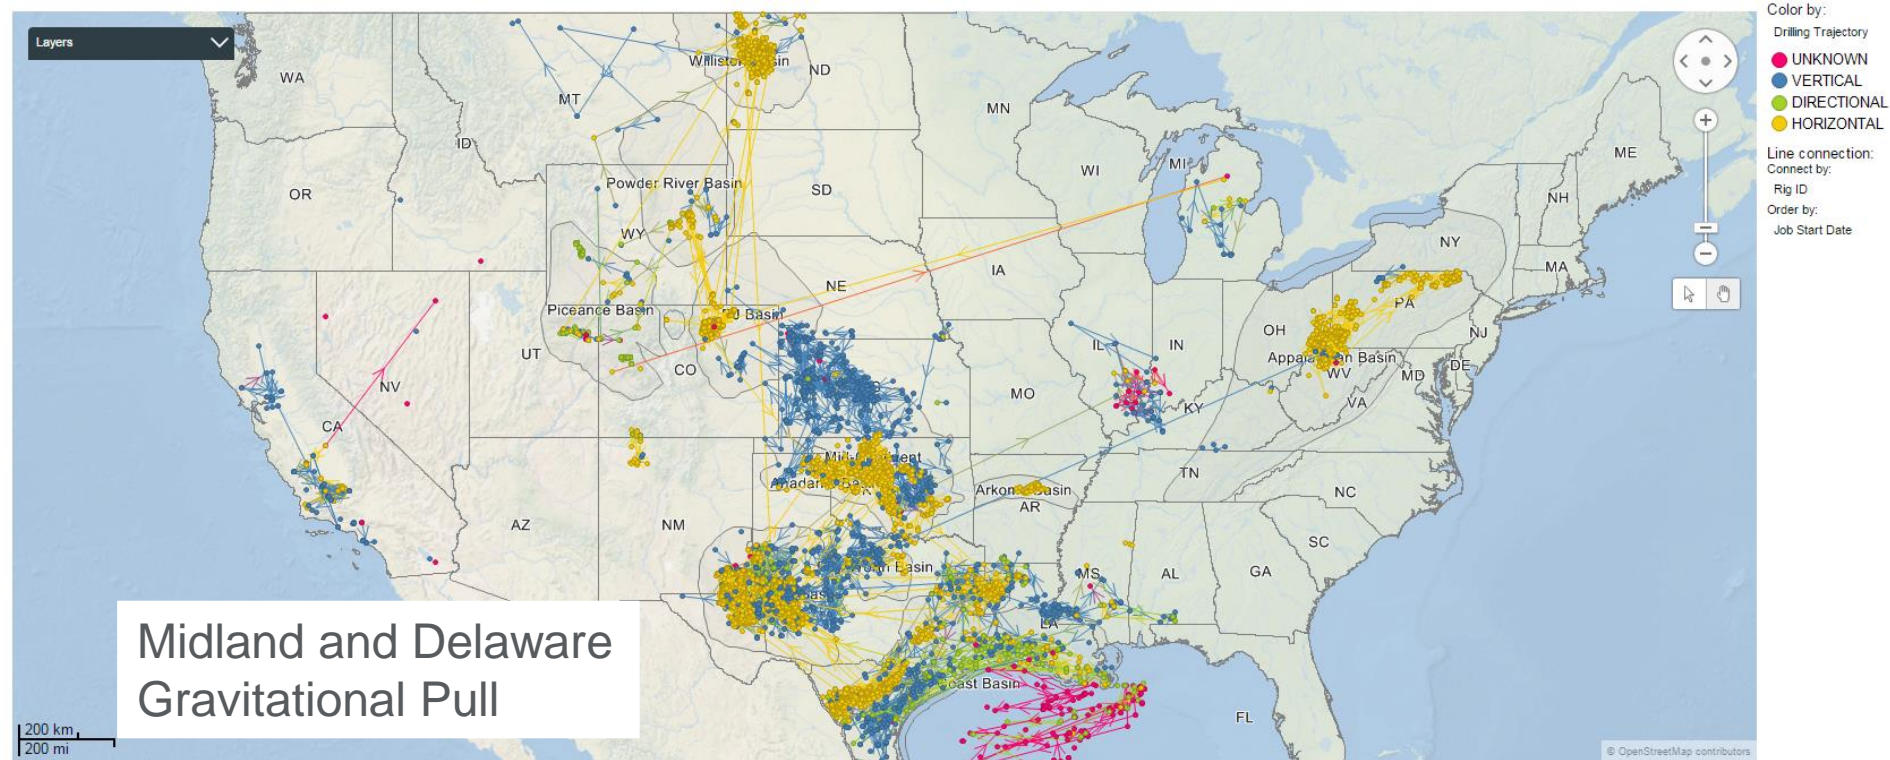 Layers
WA
OR
CA
NV
ID
MT
UT
AZ
WY
CO
NM
ND
SD
NE
MN
IA
MO
AR
LA
WI
IL
MI
IN
OH
KY
TN
MS
AL
GA
FL
SC
NC
VA
WV
MD
DE
NJ
PA
NY
MA
NH
ME
Powder River Basin
Piceance Basin
Basin
Basin
Basin
Basin
Midland and Delaware
Gravitational Pull
200 km
200 mi
© OpenStreetMap contributors
Color by:
Drilling Trajectory
UNKNOWN
VERTICAL
DIRECTIONAL
HORIZONTAL
Line connection:
Connect by:
Rig ID
Order by:
Job Start Date